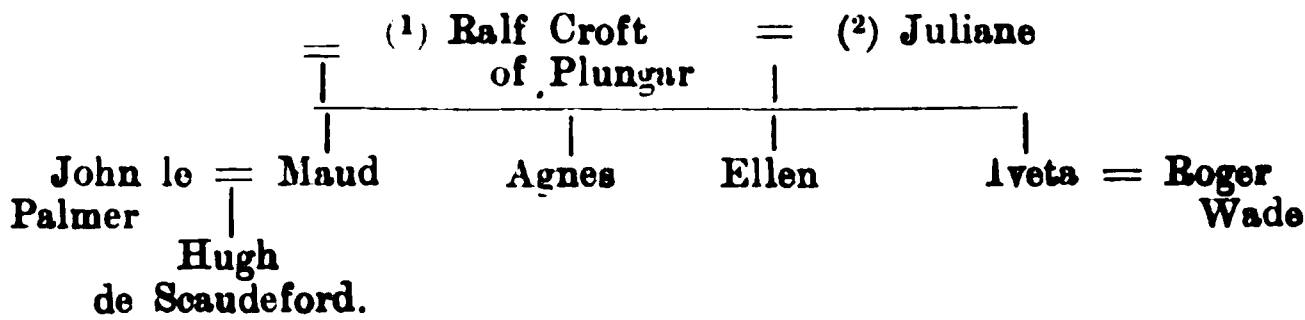 = (1) Ralf Croft = (2) Juliane
of Plungar
John le = Maud Agnes Ellen Iveta = Roger
Palmer Wade
Hugh
de Scaudeford.